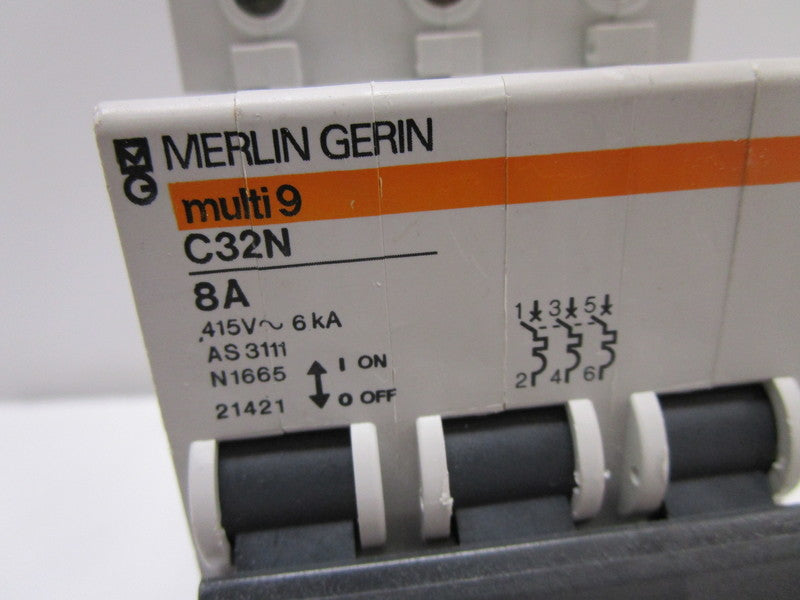 MERLIN GERIN
multi 9
C32N
8A
415V~ 6 kA
AS 3111
N1665
21421
I ON
O OFF
1 3 5
2 4 6